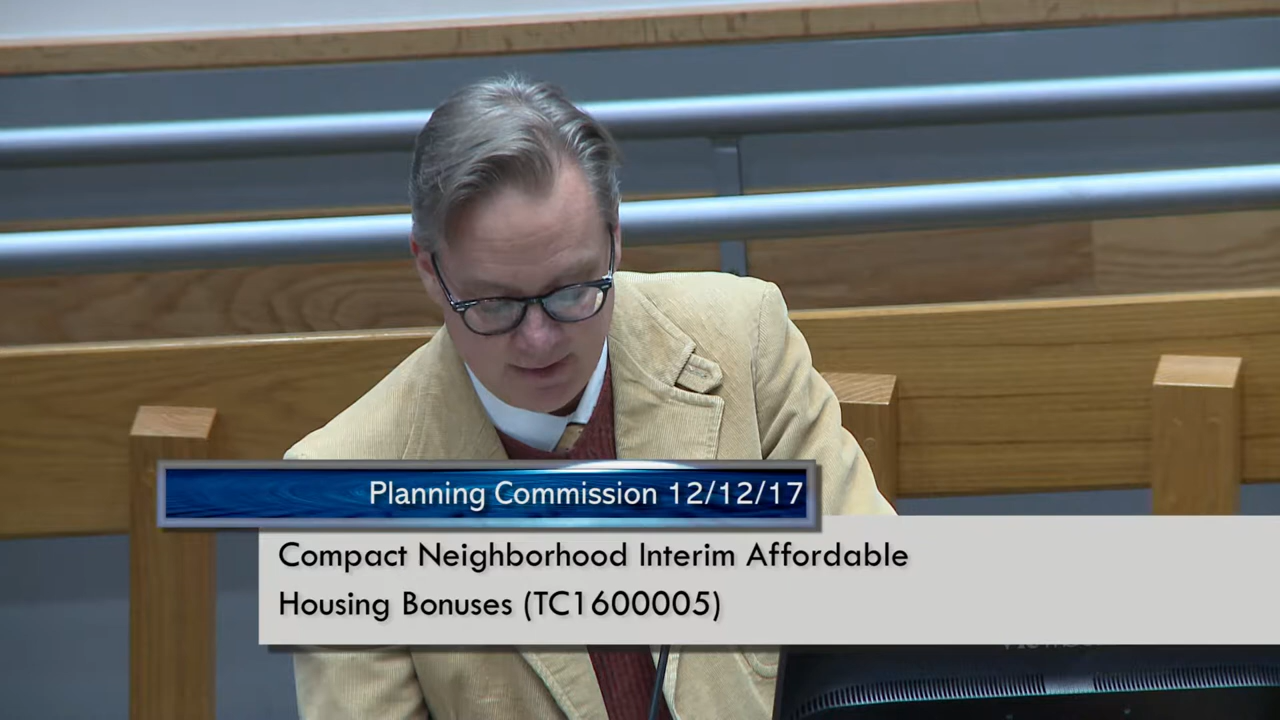 Planning Commission 12/12/17
Compact Neighborhood Interim Affordable
Housing Bonuses (TC1600005)